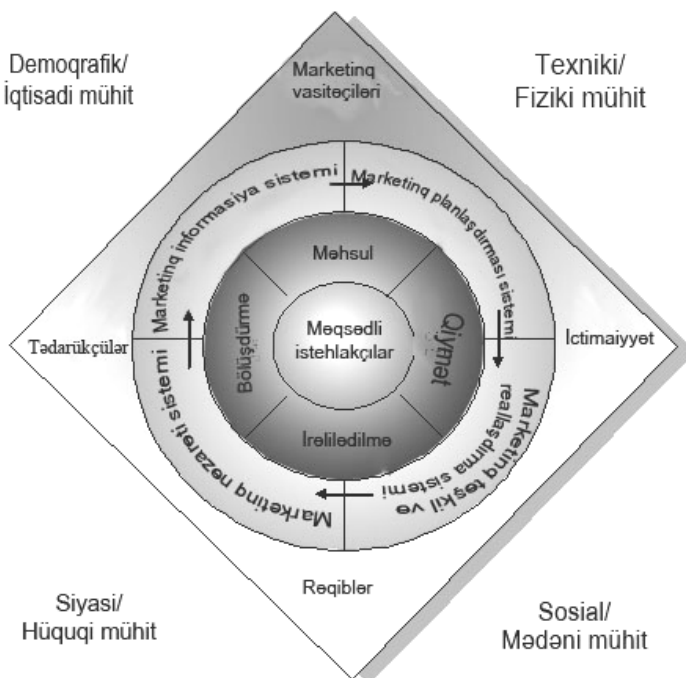 Demoqrafik/
İqtisadi mühit
Marketinq
vasitəçiləri
Texniki/
Fiziki mühit
Marketinq informasiya sistemi
Marketinq planlaşdırması sistemi
Məhsul
Tədarükçülər
Bölüşdürmə
Məqsədli
istehlakçılar
Qiymət
İctimaiyyət
İrəliledilmə
Marketinq nəzarəti sistemi
Marketinq təşkil və
reallaşdırma sistemi
Rəqiblər
Siyasi/
Hüquqi mühit
Sosial/
Mədəni mühit